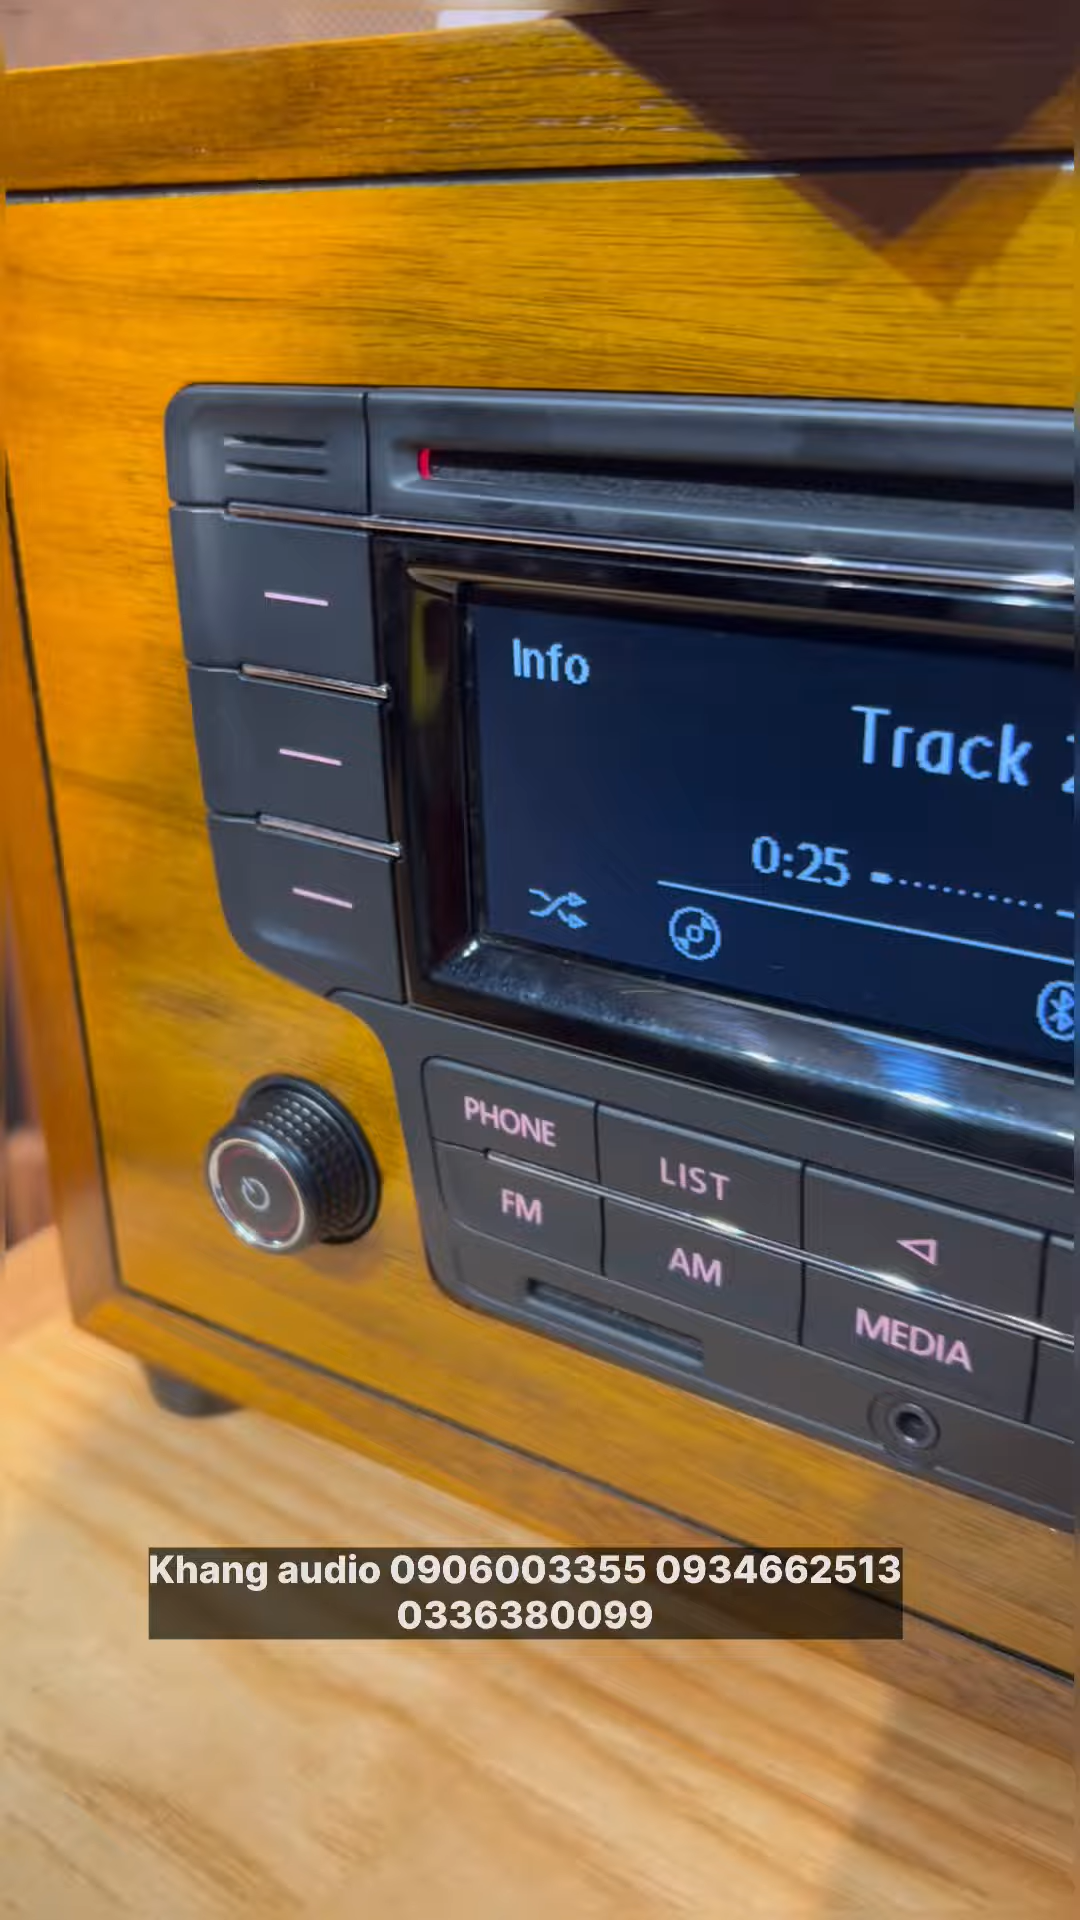 Info
Track
0:25
PHONE
LIST
FM
AM
MEDIA
Khang audio 0906003355 0934662513
0336380099